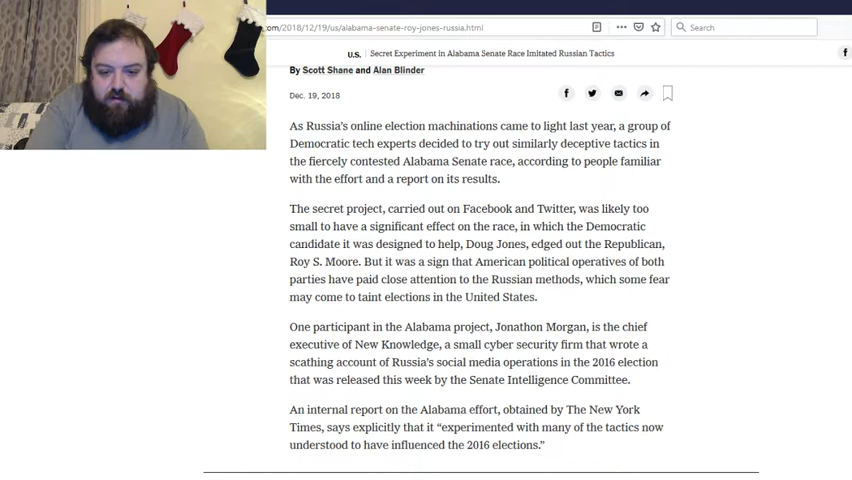 com/2018/12/19/us/alabama-senate-roy-jones-russia.html
Search
U.S. | Secret Experiment in Alabama Senate Race Imitated Russian Tactics
By Scott Shane and Alan Blinder
Dec. 19, 2018
As Russia's online election machinations came to light last year, a group of
Democratic tech experts decided to try out similarly deceptive tactics in
the fiercely contested Alabama Senate race, according to people familiar
with the effort and a report on its results.
The secret project, carried out on Facebook and Twitter, was likely too
small to have a significant effect on the race, in which the Democratic
candidate it was designed to help, Doug Jones, edged out the Republican,
Roy S. Moore. But it was a sign that American political operatives of both
parties have paid close attention to the Russian methods, which some fear
may come to taint elections in the United States.
One participant in the Alabama project, Jonathon Morgan, is the chief
executive of New Knowledge, a small cyber security firm that wrote a
scathing account of Russia's social media operations in the 2016 election
that was released this week by the Senate Intelligence Committee.
An internal report on the Alabama effort, obtained by The New York
Times, says explicitly that it “experimented with many of the tactics now
understood to have influenced the 2016 elections.”